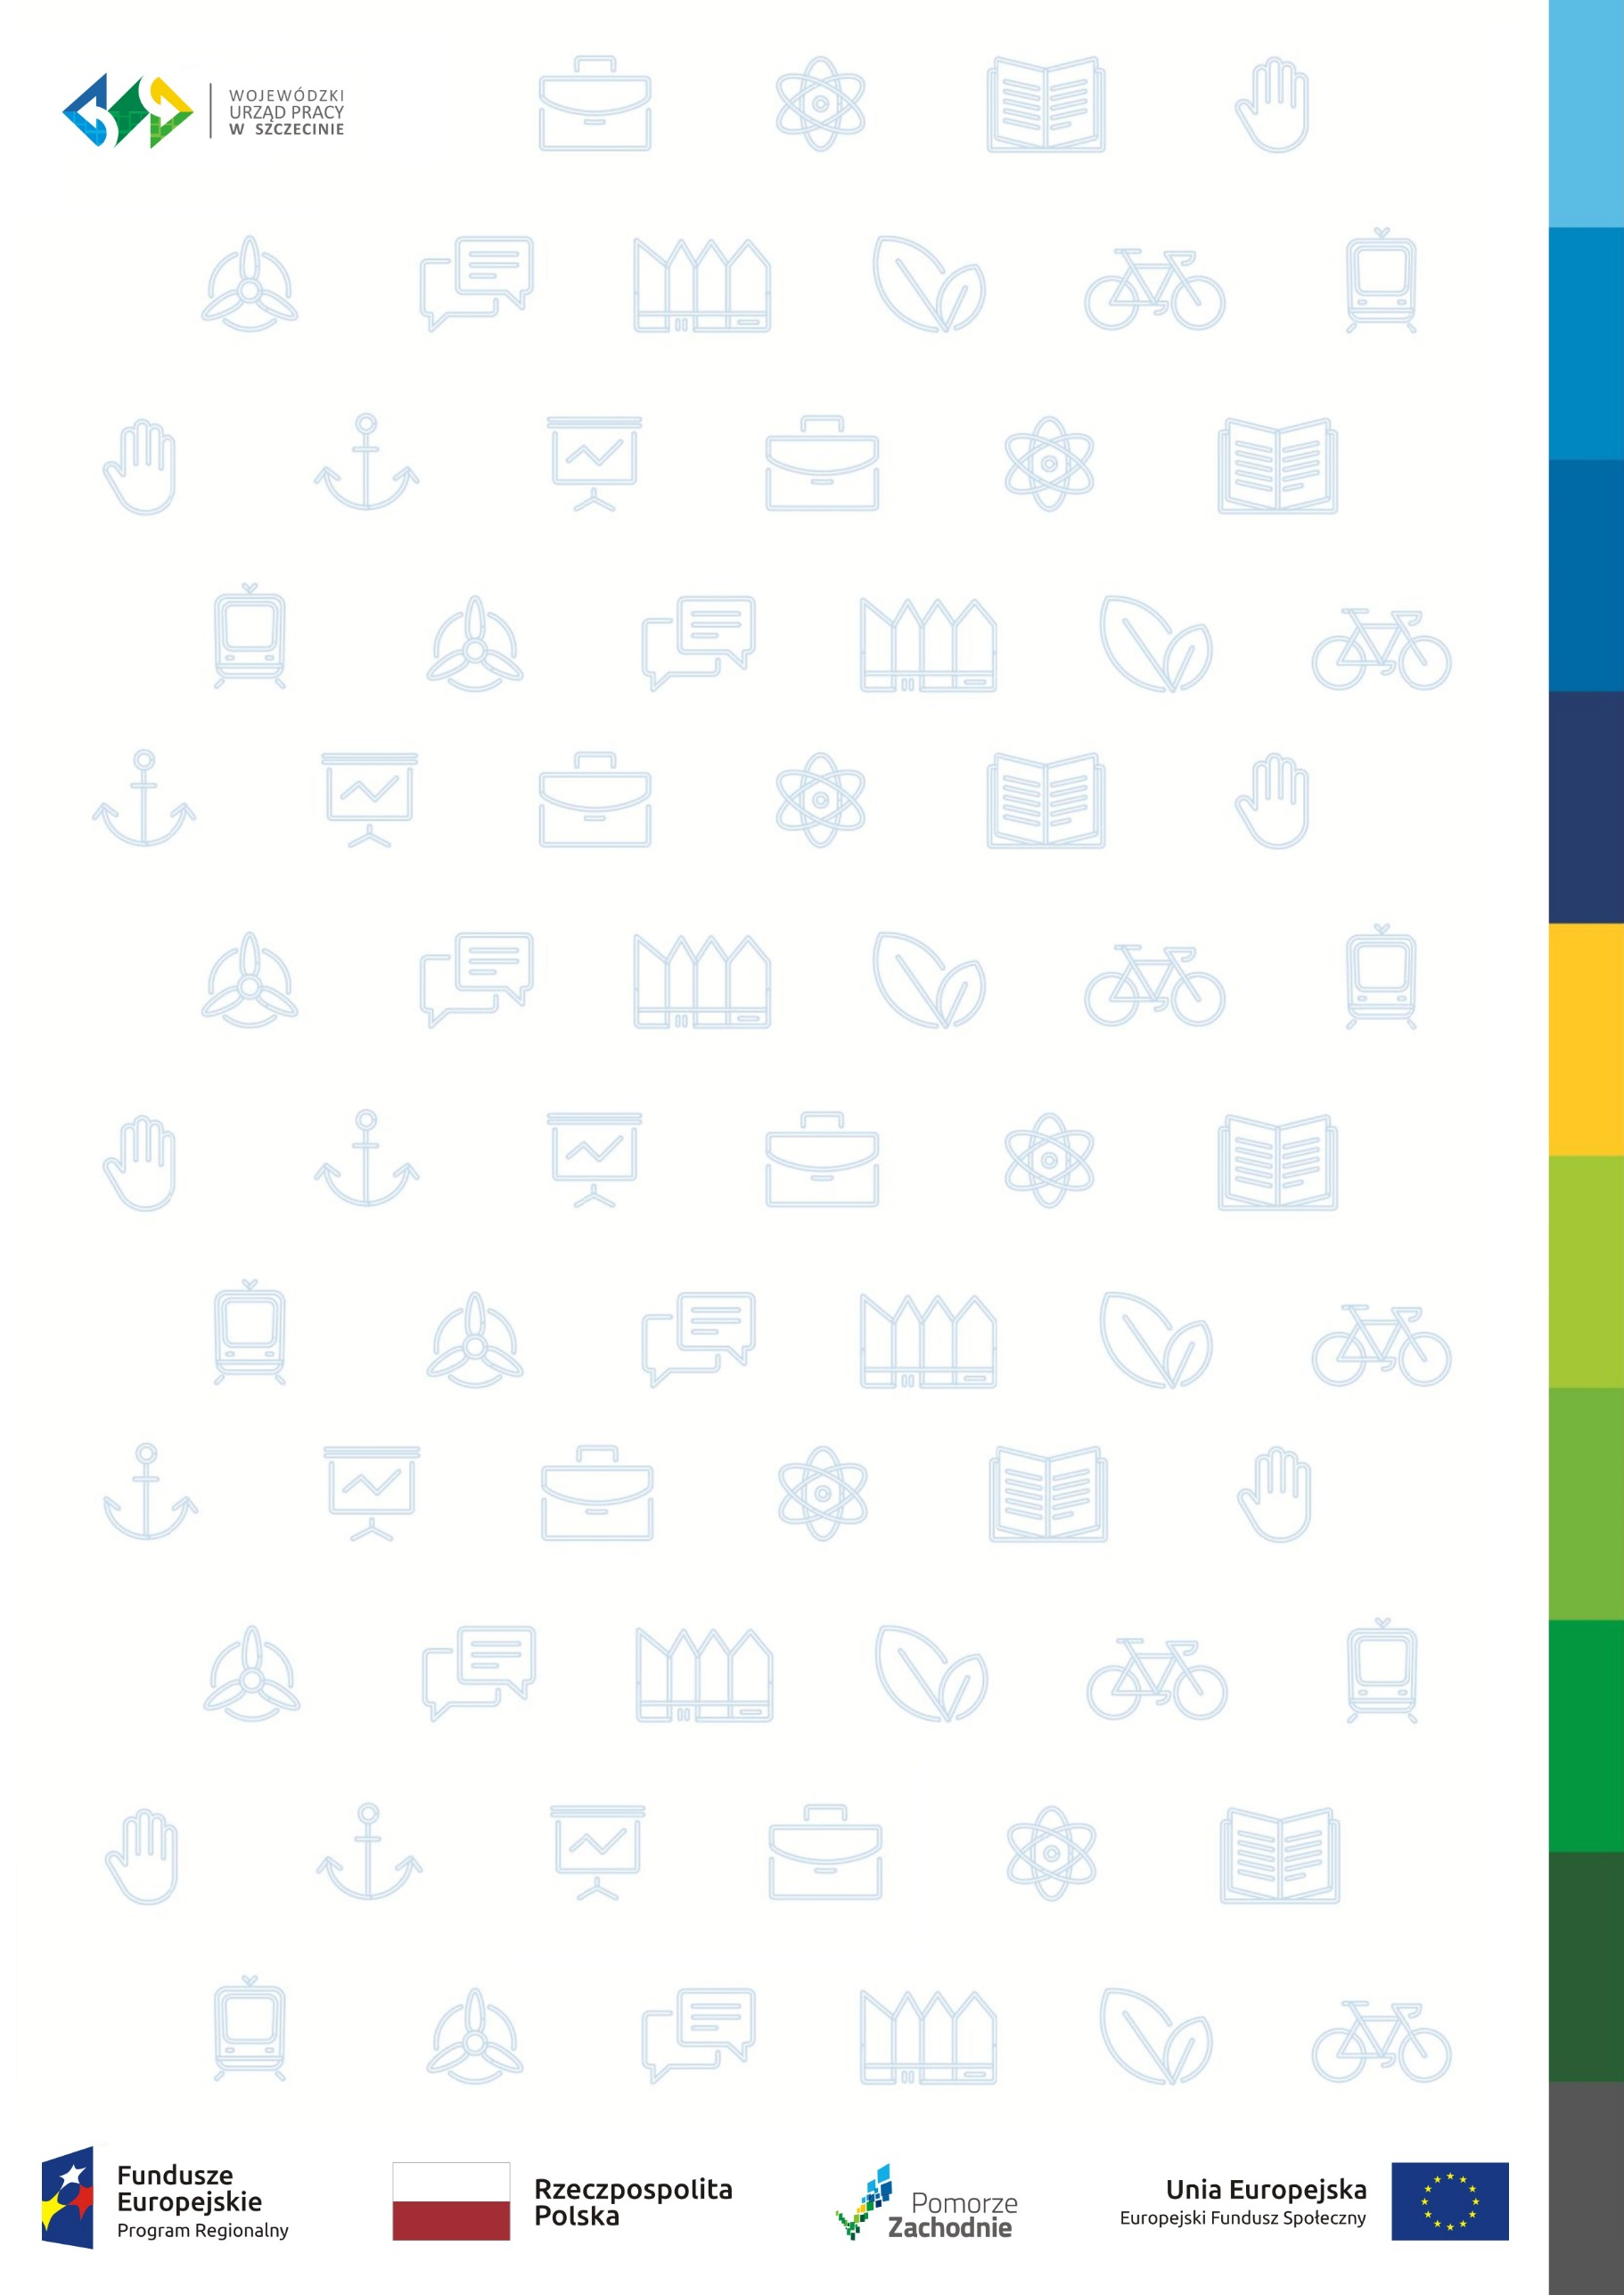 WOJEWÓDZKI
URZĄD PRACY
W SZCZECINIE
Fundusze
Europejskie
Program Regionalny
Rzeczpospolita
Polska
Pomorze
Zachodnie
Unia Europejska
Europejski Fundusz Społeczny